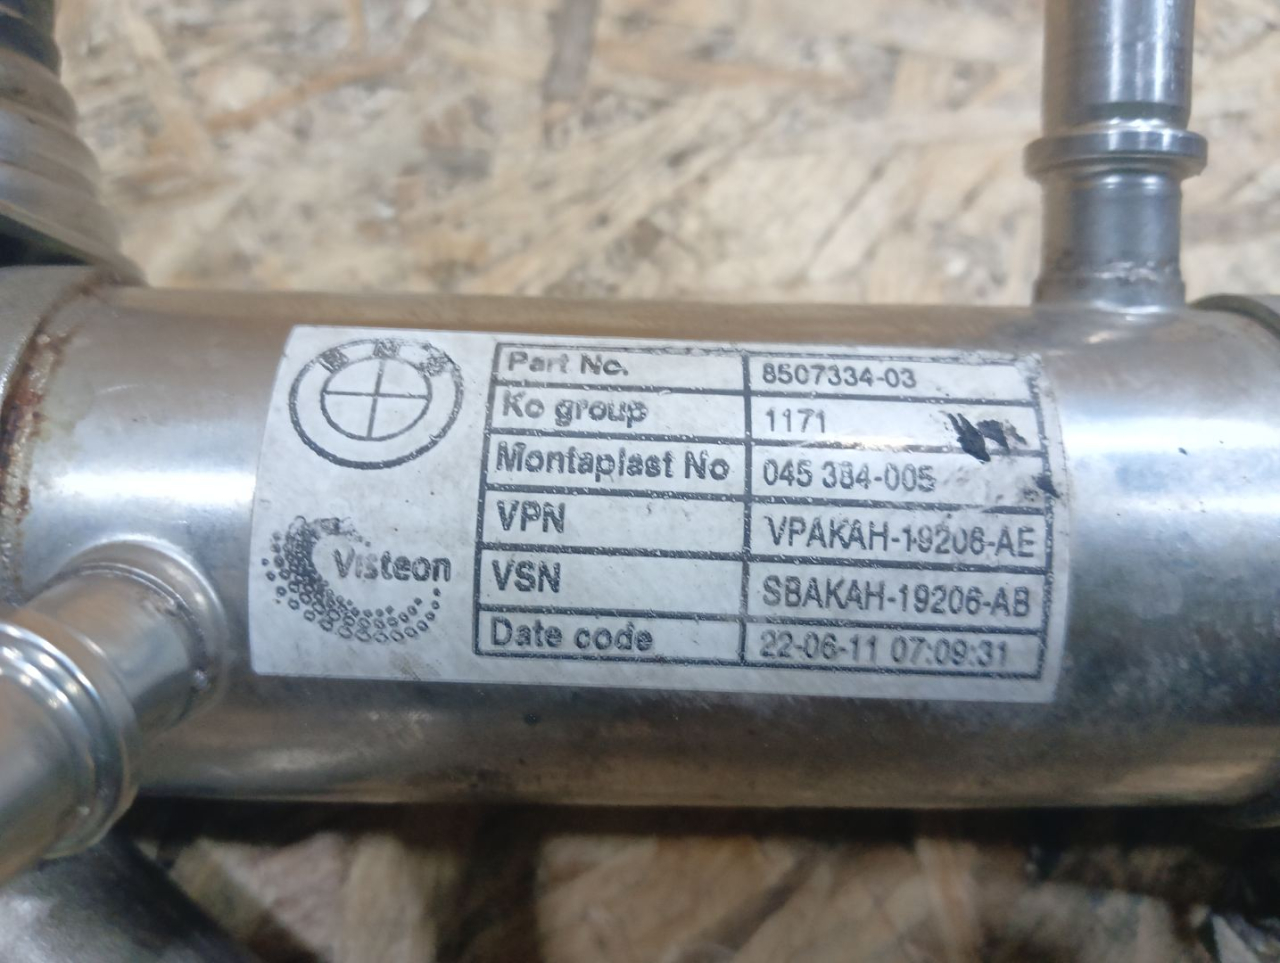 BMW
Part No. 8507334-03
Ko group 1171
Montaplast No 045 384-005
VPN VPAKAH-19206-AE
Visteon
VSN SBAKAH-19206-AB
Date code 22-06-11 07:09:31